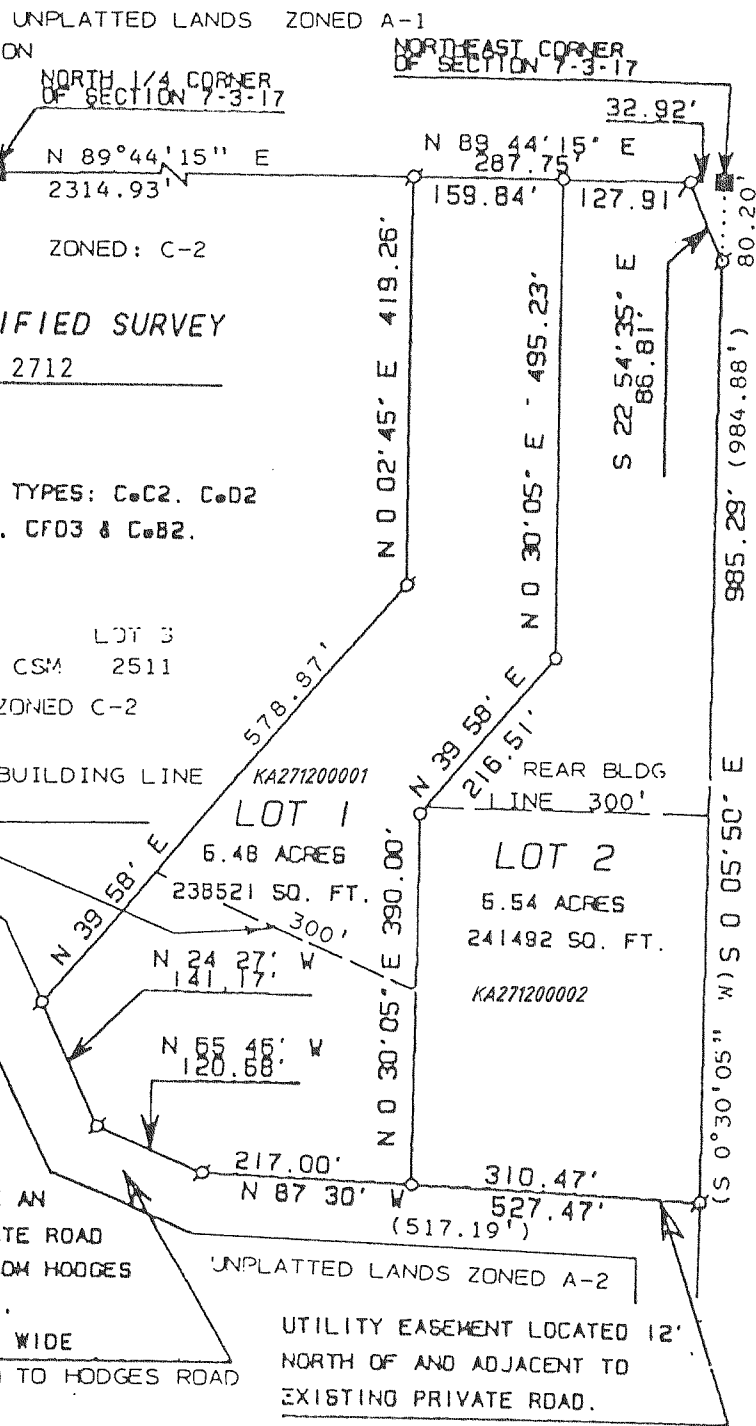 UNPLATTED LANDS ZONED A-1
ON
NORTH 1/4 CORNER
OF SECTION 7-3-17
NORTHEAST CORNER
OF SECTION 7-3-17
32.92'
N 89°44'15" E
2314.93'
N 89 44'15" E
287.75'
159.84'
127.91
80.20'
ZONED: C-2
IFIED SURVEY
2712
N 0 02'45" E 419.26'
N 0 30'05" E - 495.23'
S 22 54'35" E
86.81'
985.29' (984.88')
TYPES: CeC2. CeD2
. CFD3 & CeB2.
LOT 3
CSM 2511
ZONED C-2
578.87'
N 39 58' E
N 39 58' E
216.51'
BUILDING LINE
KA271200001
LOT 1
5.48 ACRES
238521 SQ. FT.
300'
REAR BLDG
LINE 300'
LOT 2
5.54 ACRES
241492 SQ. FT.
KA271200002
N 24 27' W
141.17'
N 65 46' W
120.68'
N 0 30'05" E 390.00'
(S 0°30'05" W) S 0 05'50" E
217.00'
N 87 30' W
310.47'
527.47'
(517.19')
AN
TE ROAD
OM HODGES
.
WIDE
TO HODGES ROAD
UNPLATTED LANDS ZONED A-2
UTILITY EASEMENT LOCATED 12'
NORTH OF AND ADJACENT TO
EXISTING PRIVATE ROAD.